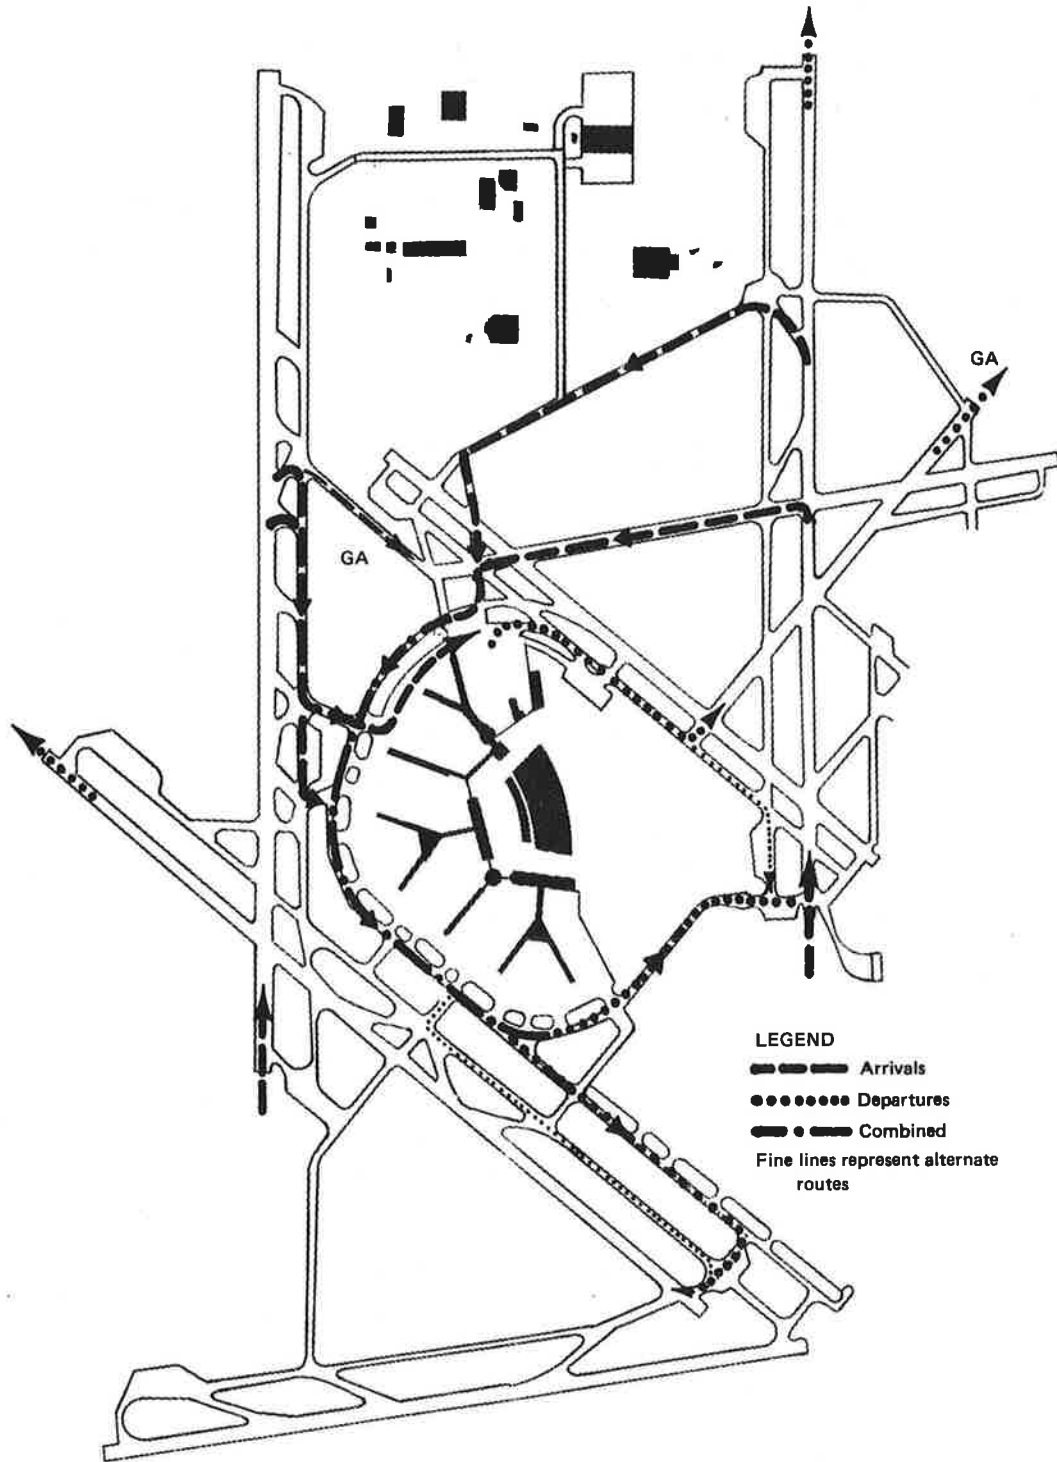 GA
GA
LEGEND
Arrivals
Departures
Combined
Fine lines represent alternate
routes